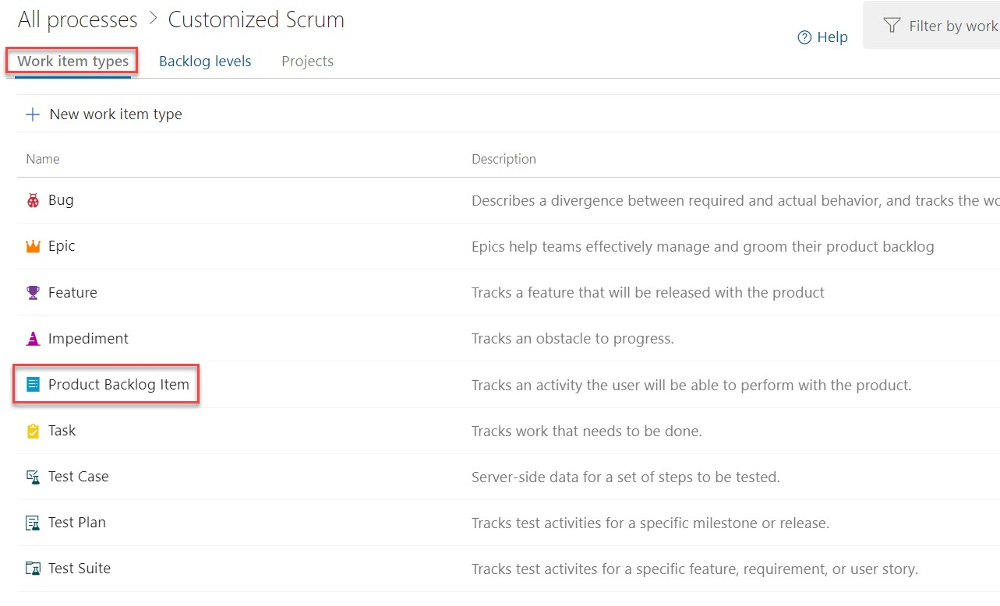 All processes > Customized Scrum
Help
Filter by work
Work item types
Backlog levels
Projects
+ New work item type
Name Description
Bug Describes a divergence between required and actual behavior, and tracks the wo
Epic Epics help teams effectively manage and groom their product backlog
Feature Tracks a feature that will be released with the product
Impediment Tracks an obstacle to progress.
Product Backlog Item Tracks an activity the user will be able to perform with the product.
Task Tracks work that needs to be done.
Test Case Server-side data for a set of steps to be tested.
Test Plan Tracks test activities for a specific milestone or release.
Test Suite Tracks test activites for a specific feature, requirement, or user story.